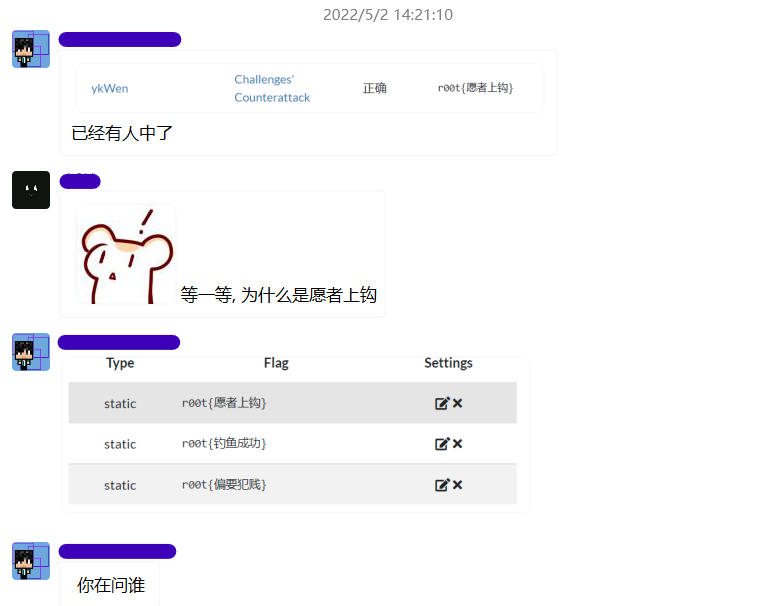 2022/5/2 14:21:10
ykWen Challenges' Counterattack 正确 r00t{愿者上钩}
已经有人中了
!
等一等, 为什么是愿者上钩
Type Flag Settings
static r00t{愿者上钩}
static r00t{钓鱼成功}
static r00t{偏要犯贱}
你在问谁